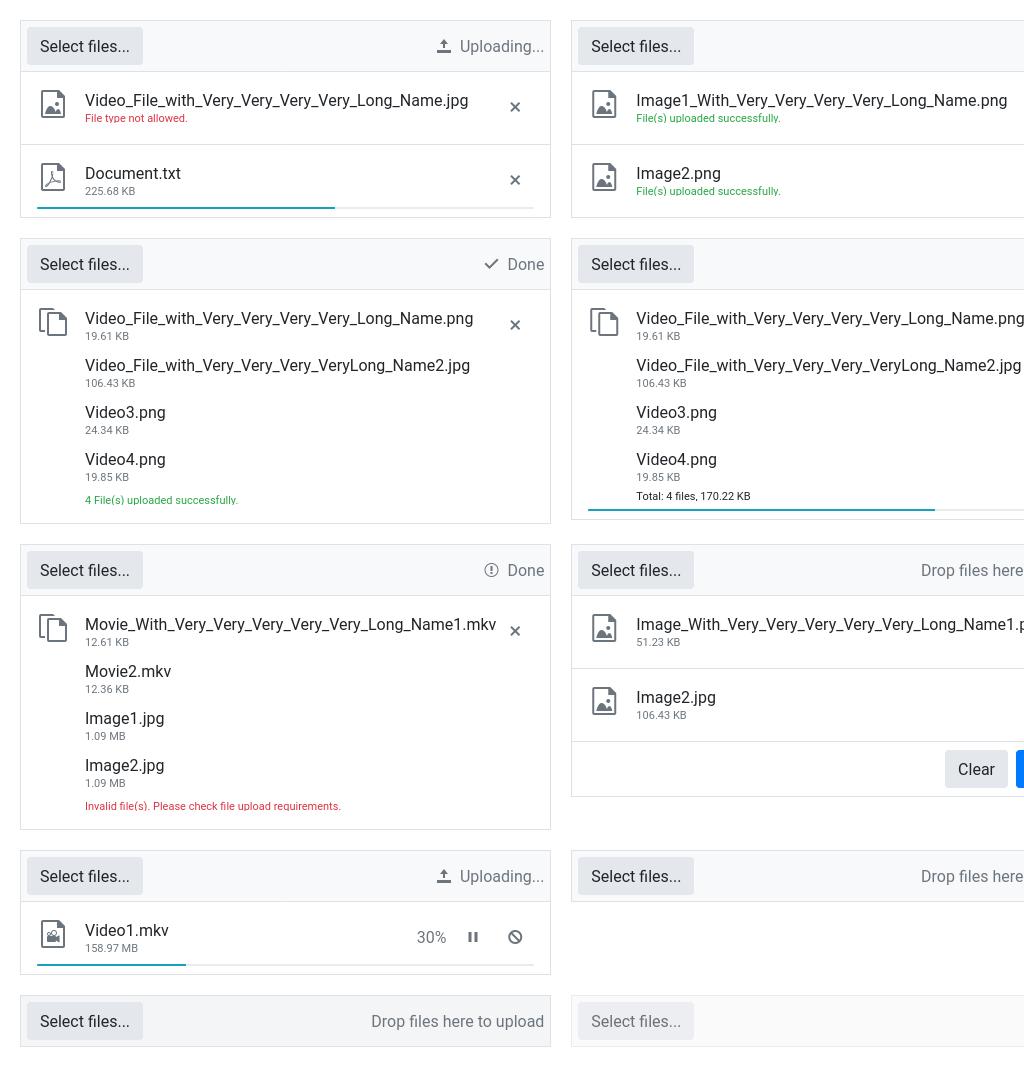 Select files...
Uploading...
Video_File_with_Very_Very_Very_Very_Long_Name.jpg
File type not allowed.
Document.txt
225.68 KB
Select files...
Image1_With_Very_Very_Very_Very_Long_Name.png
File(s) uploaded successfully.
Image2.png
File(s) uploaded successfully.
Select files...
Done
Video_File_with_Very_Very_Very_Very_Long_Name.png
19.61 KB
Video_File_with_Very_Very_Very_VeryLong_Name2.jpg
106.43 KB
Video3.png
24.34 KB
Video4.png
19.85 KB
4 File(s) uploaded successfully.
Select files...
Video_File_with_Very_Very_Very_Very_Long_Name.png
19.61 KB
Video_File_with_Very_Very_Very_VeryLong_Name2.jpg
106.43 KB
Video3.png
24.34 KB
Video4.png
19.85 KB
Total: 4 files, 170.22 KB
Select files...
Done
Movie_With_Very_Very_Very_Very_Very_Long_Name1.mkv
12.61 KB
Movie2.mkv
12.36 KB
Image1.jpg
1.09 MB
Image2.jpg
1.09 MB
Invalid file(s). Please check file upload requirements.
Select files...
Drop files here
Image_With_Very_Very_Very_Very_Very_Long_Name1.p
51.23 KB
Image2.jpg
106.43 KB
Clear
Select files...
Uploading...
Video1.mkv
158.97 MB
30%
Select files...
Drop files here
Select files...
Drop files here to upload
Select files...